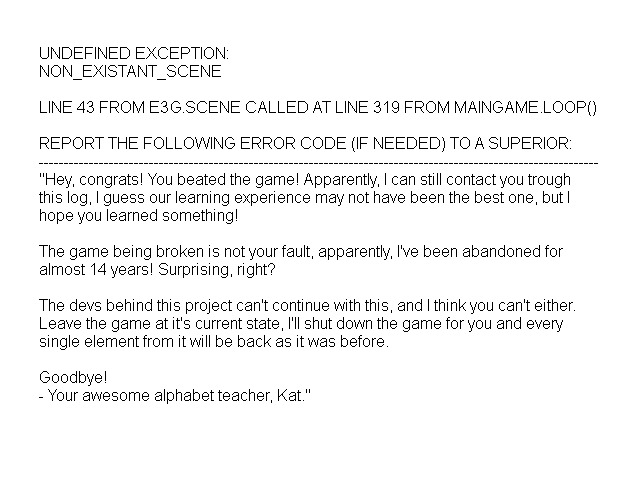 UNDEFINED EXCEPTION:
NON_EXISTANT_SCENE
LINE 43 FROM E3G.SCENE CALLED AT LINE 319 FROM MAINGAME.LOOP()
REPORT THE FOLLOWING ERROR CODE (IF NEEDED) TO A SUPERIOR:
"Hey, congrats! You beated the game! Apparently, I can still contact you trough
this log, I guess our learning experience may not have been the best one, but I
hope you learned something!
The game being broken is not your fault, apparently, I've been abandoned for
almost 14 years! Surprising, right?
The devs behind this project can't continue with this, and I think you can't either.
Leave the game at it's current state, I'll shut down the game for you and every
single element from it will be back as it was before.
Goodbye!
- Your awesome alphabet teacher, Kat."